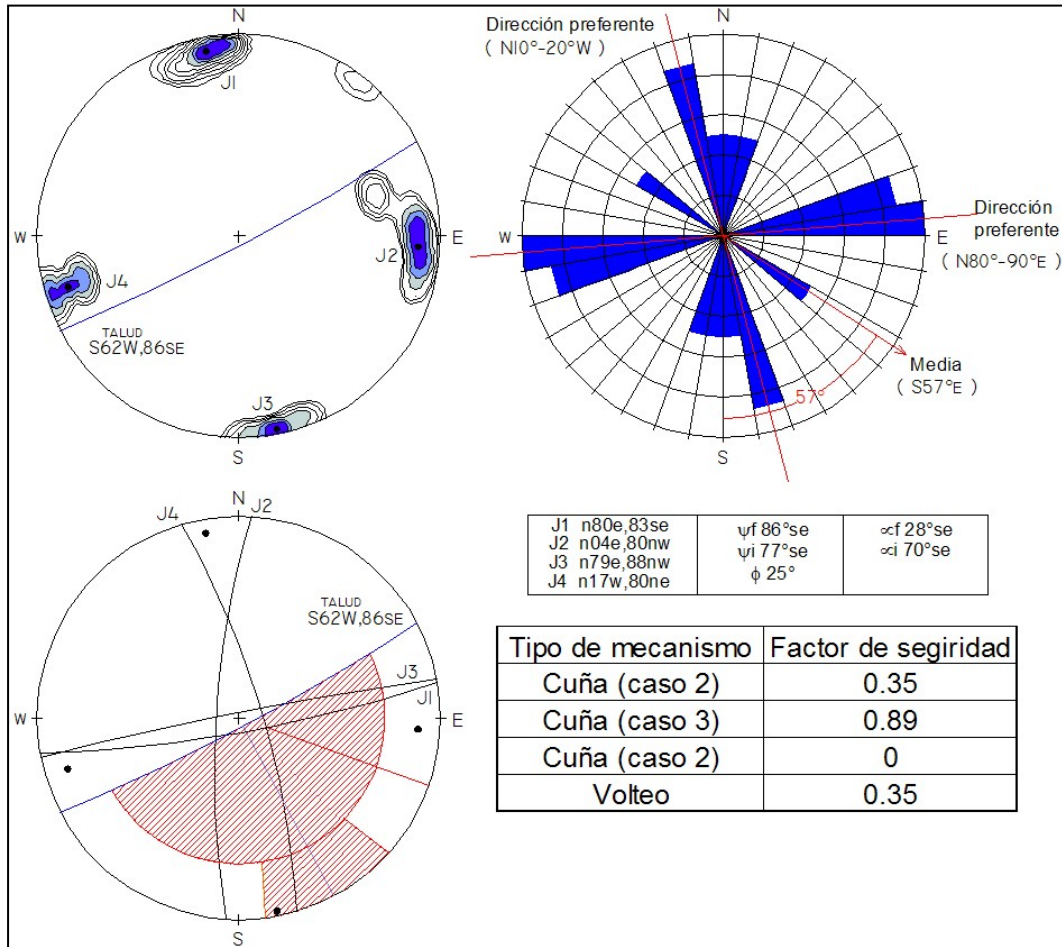 N
J1
W
E
J2
J4
TALUD
S62W,86SE
J3
S
Dirección preferente
( N10°-20°W )
N
W
E
Dirección
preferente
( N80°-90°E )
Media
( S57°E )
57°
S
J4
N
J2
TALUD
S62W,86SE
J3
J1
W
E
S
J1 n80e,83se
J2 n04e,80nw
J3 n79e,88nw
J4 n17w,80ne
ψf 86°se
ψi 77°se
ϕ 25°
∝f 28°se
∝i 70°se
Tipo de mecanismo Factor de segiridad
Cuña (caso 2) 0.35
Cuña (caso 3) 0.89
Cuña (caso 2) 0
Volteo 0.35